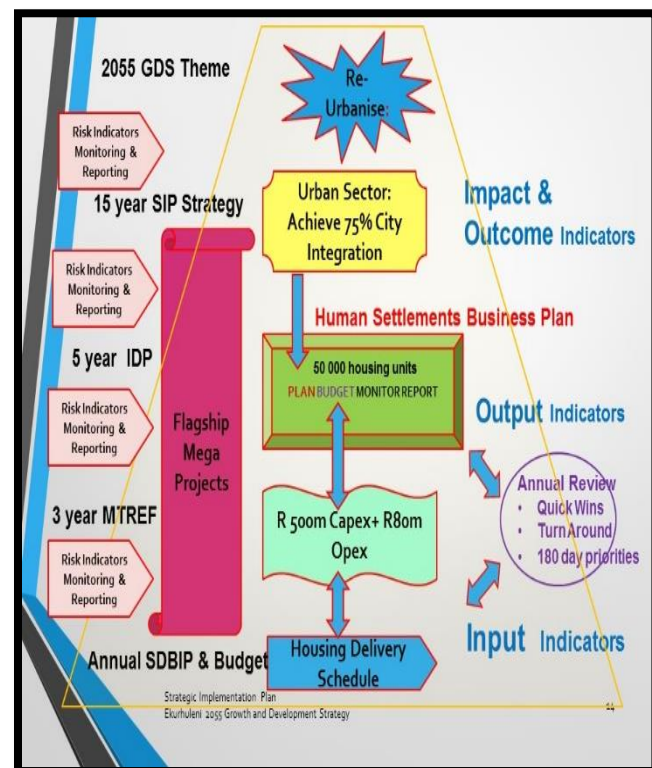 2055 GDS Theme
Re-
Urbanise:
Risk Indicators
Monitoring &
Reporting
15 year SIP Strategy
Urban Sector:
Achieve 75% City
Integration
Impact &
Outcome Indicators
Risk Indicators
Monitoring &
Reporting
Human Settlements Business Plan
5 year IDP
50 000 housing units
PLAN BUDGET MONITOR REPORT
Output Indicators
Risk Indicators
Monitoring &
Reporting
Flagship
Mega
Projects
Annual Review
• Quick Wins
• Turn Around
• 180 day priorities
3 year MTREF
R 500m Capex+ R80m
Opex
Risk Indicators
Monitoring &
Reporting
Input Indicators
Annual SDBIP & Budget
Housing Delivery
Schedule
Strategic Implementation Plan
Ekurhuleni 2055 Growth and Development Strategy
14